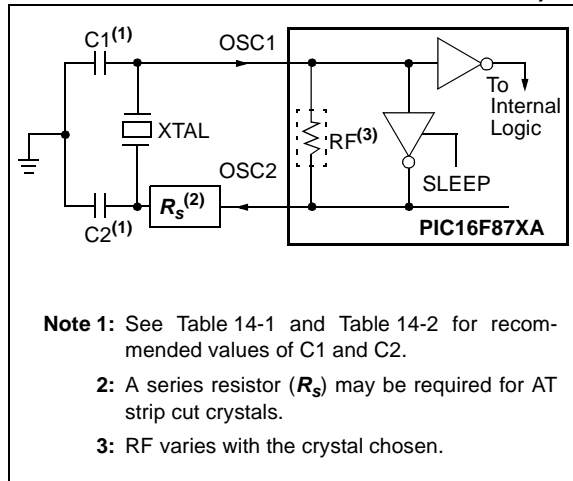 C1(1)
OSC1
To
Internal
Logic
XTAL
RF(3)
OSC2
SLEEP
Rs(2)
C2(1)
PIC16F87XA
Note 1: See Table 14-1 and Table 14-2 for recom-
mended values of C1 and C2.
2: A series resistor (Rs) may be required for AT
strip cut crystals.
3: RF varies with the crystal chosen.